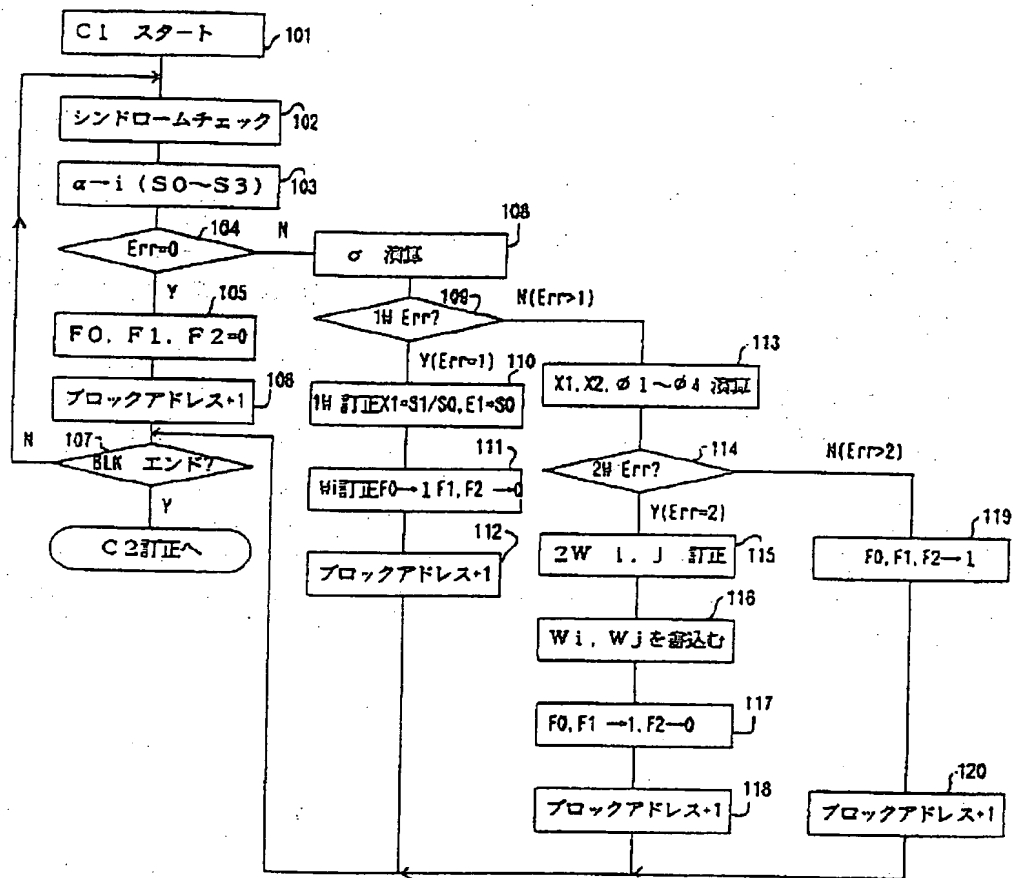 C1 スタート
101
シンドロームチェック
102
α→i (S0～S3)
103
Err=0
104
N
Y
F0. F1. F2=0
105
ブロックアドレス+1
106
N
107
BLK エンド?
Y
C2訂正へ
108
σ 演算
109
1W Err?
N(Err>1)
Y(Err=1)
110
1W 訂正X1=S1/S0,E1=S0
111
Wi訂正F0→1 F1,F2 →0
112
ブロックアドレス+1
113
X1,X2,φ1～φ4 演算
114
2W Err?
N(Err>2)
Y(Err=2)
2W i. J 訂正
115
116
Wi, Wjを書込む
117
F0,F1 →1,F2→0
ブロックアドレス+1
118
119
F0,F1,F2→1
120
ブロックアドレス+1